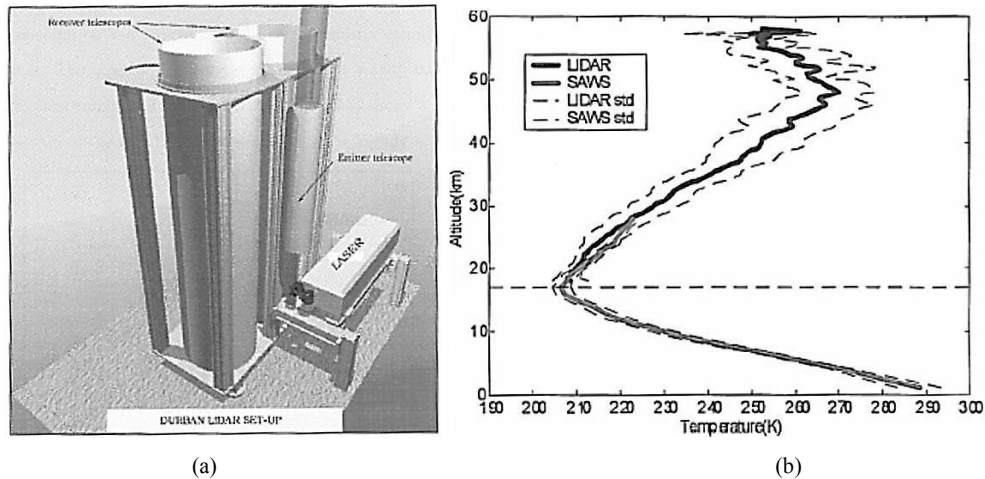 Receiver telescopes
Emitter telescope
LASER
DURBAN LIDAR SET-UP
(a)
60
50
40
30
20
10
0
Altitude(km)
LIDAR
SAWS
LIDAR std
SAWS std
190 200 210 220 230 240 250 260 270 280 290 300
Temperature(K)
(b)